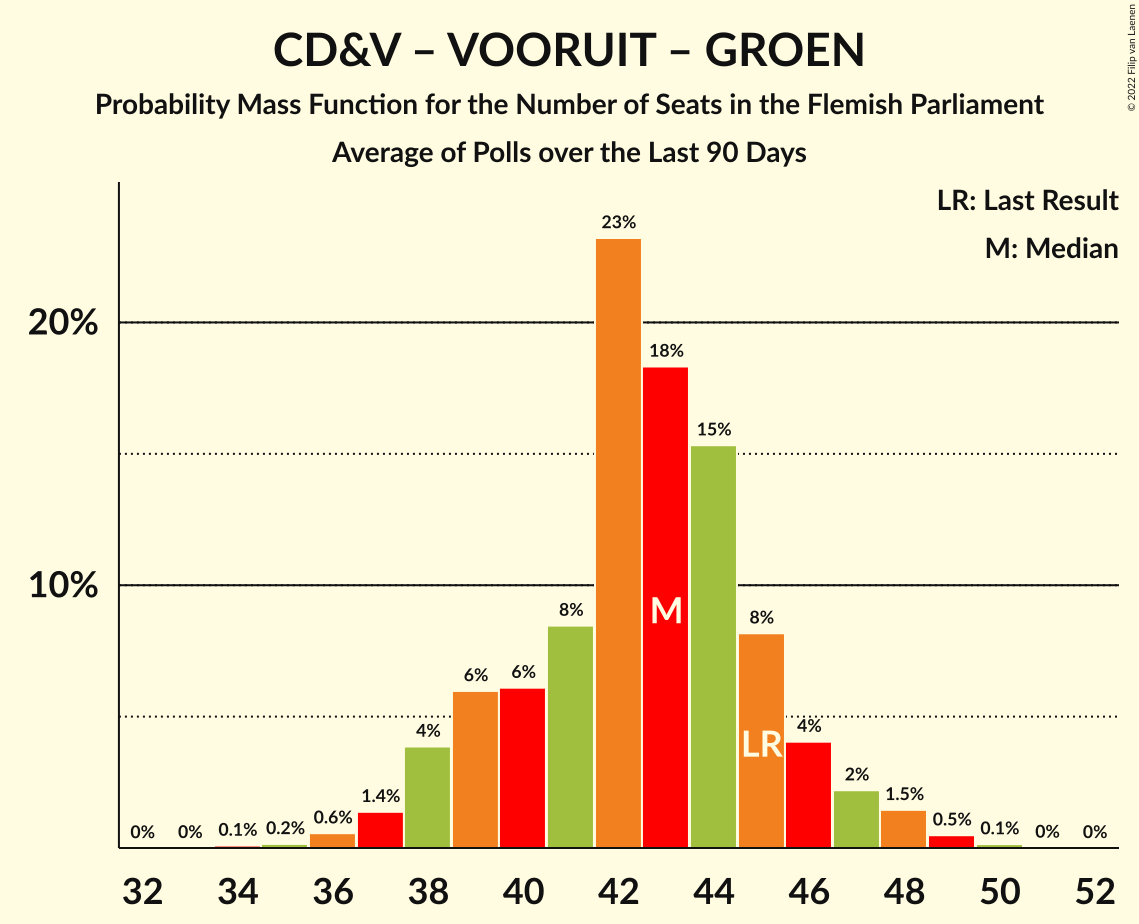 CD&V – VOORUIT – GROEN
Probability Mass Function for the Number of Seats in the Flemish Parliament
Average of Polls over the Last 90 Days
© 2022 Filip van Laenen
LR: Last Result
M: Median
20%
10%
0% 0% 0.1% 0.2% 0.6% 1.4% 4% 6% 6% 8% 23% 18% 15% 8% 4% 2% 1.5% 0.5% 0.1% 0% 0%
M
LR
32 34 36 38 40 42 44 46 48 50 52